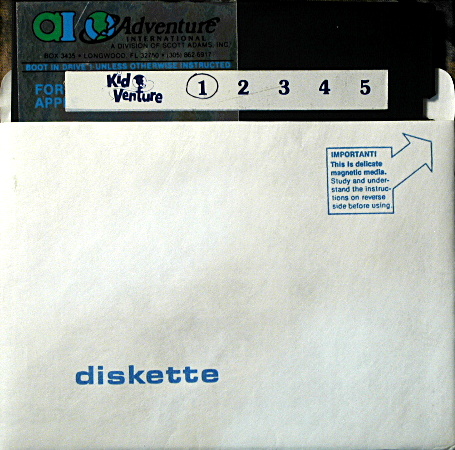 Adventure
INTERNATIONAL
A DIVISION OF SCOTT ADAMS, INC.
BOX 3435 • LONGWOOD, FL 32750 • (305) 862-6917
BOOT IN DRIVE 1 UNLESS OTHERWISE INSTRUCTED
FOR
APP
Kid
Venture
1 2 3 4 5
IMPORTANT!
This is delicate
magnetic media.
Study and under-
stand the instruc-
tions on reverse
side before using.
diskette